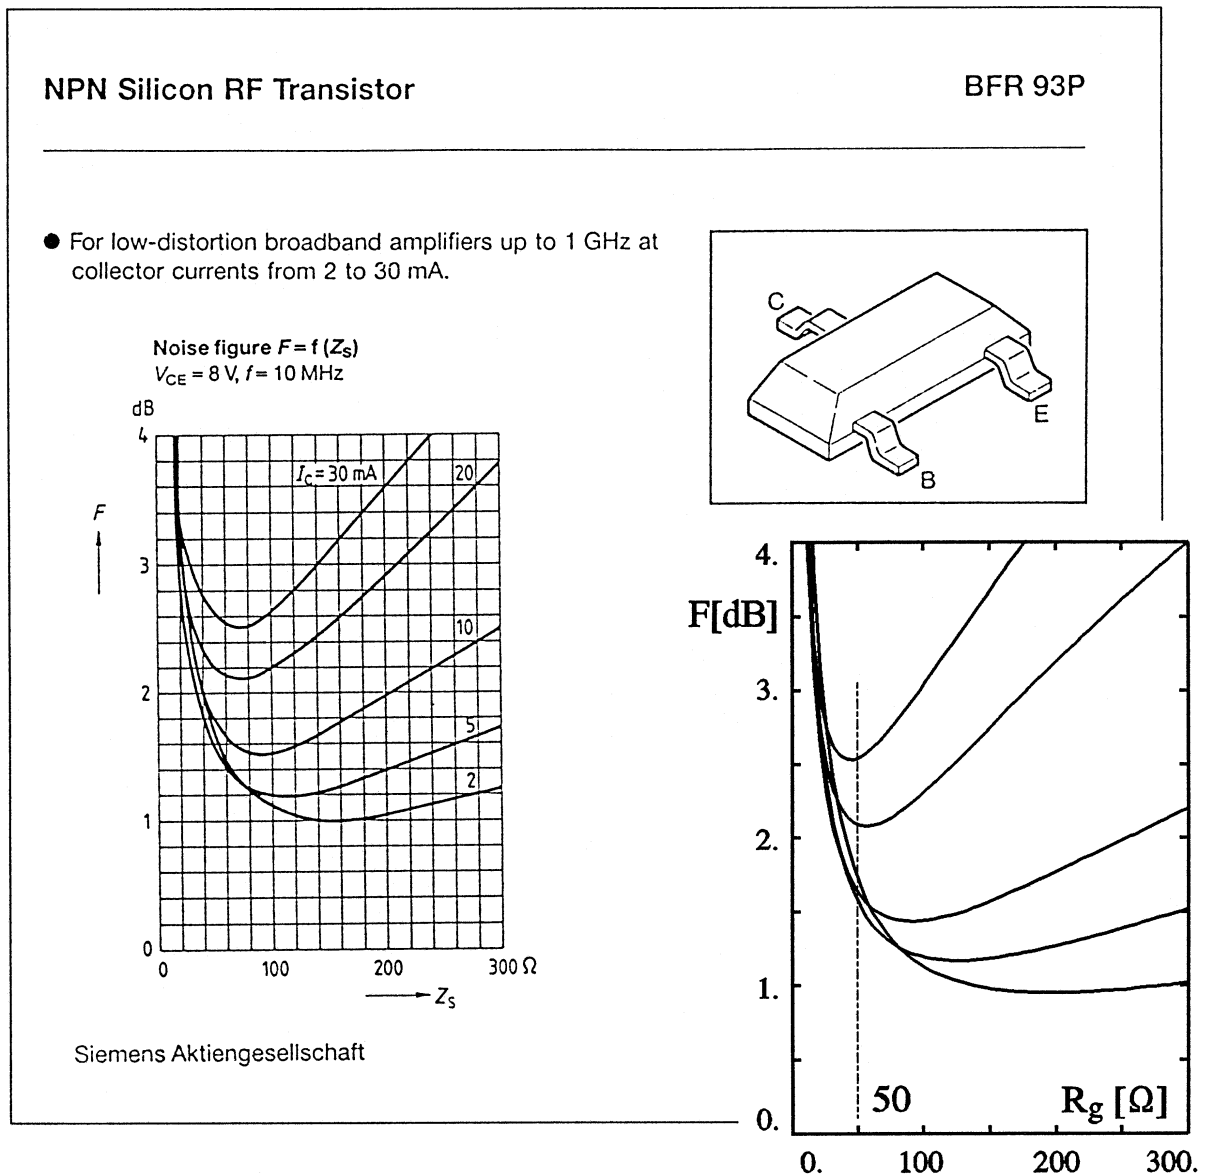 NPN Silicon RF Transistor
BFR 93P
● For low-distortion broadband amplifiers up to 1 GHz at
collector currents from 2 to 30 mA.
Noise figure F = f (ZS)
VCE = 8 V, f = 10 MHz
dB
4
3
2
1
0
F
IC = 30 mA
20
10
5
2
0 100 200 300 Ω
ZS
Siemens Aktiengesellschaft
C
E
B
4.
F[dB]
3.
2.
1.
0.
50
Rg [Ω]
0. 100 200 300.